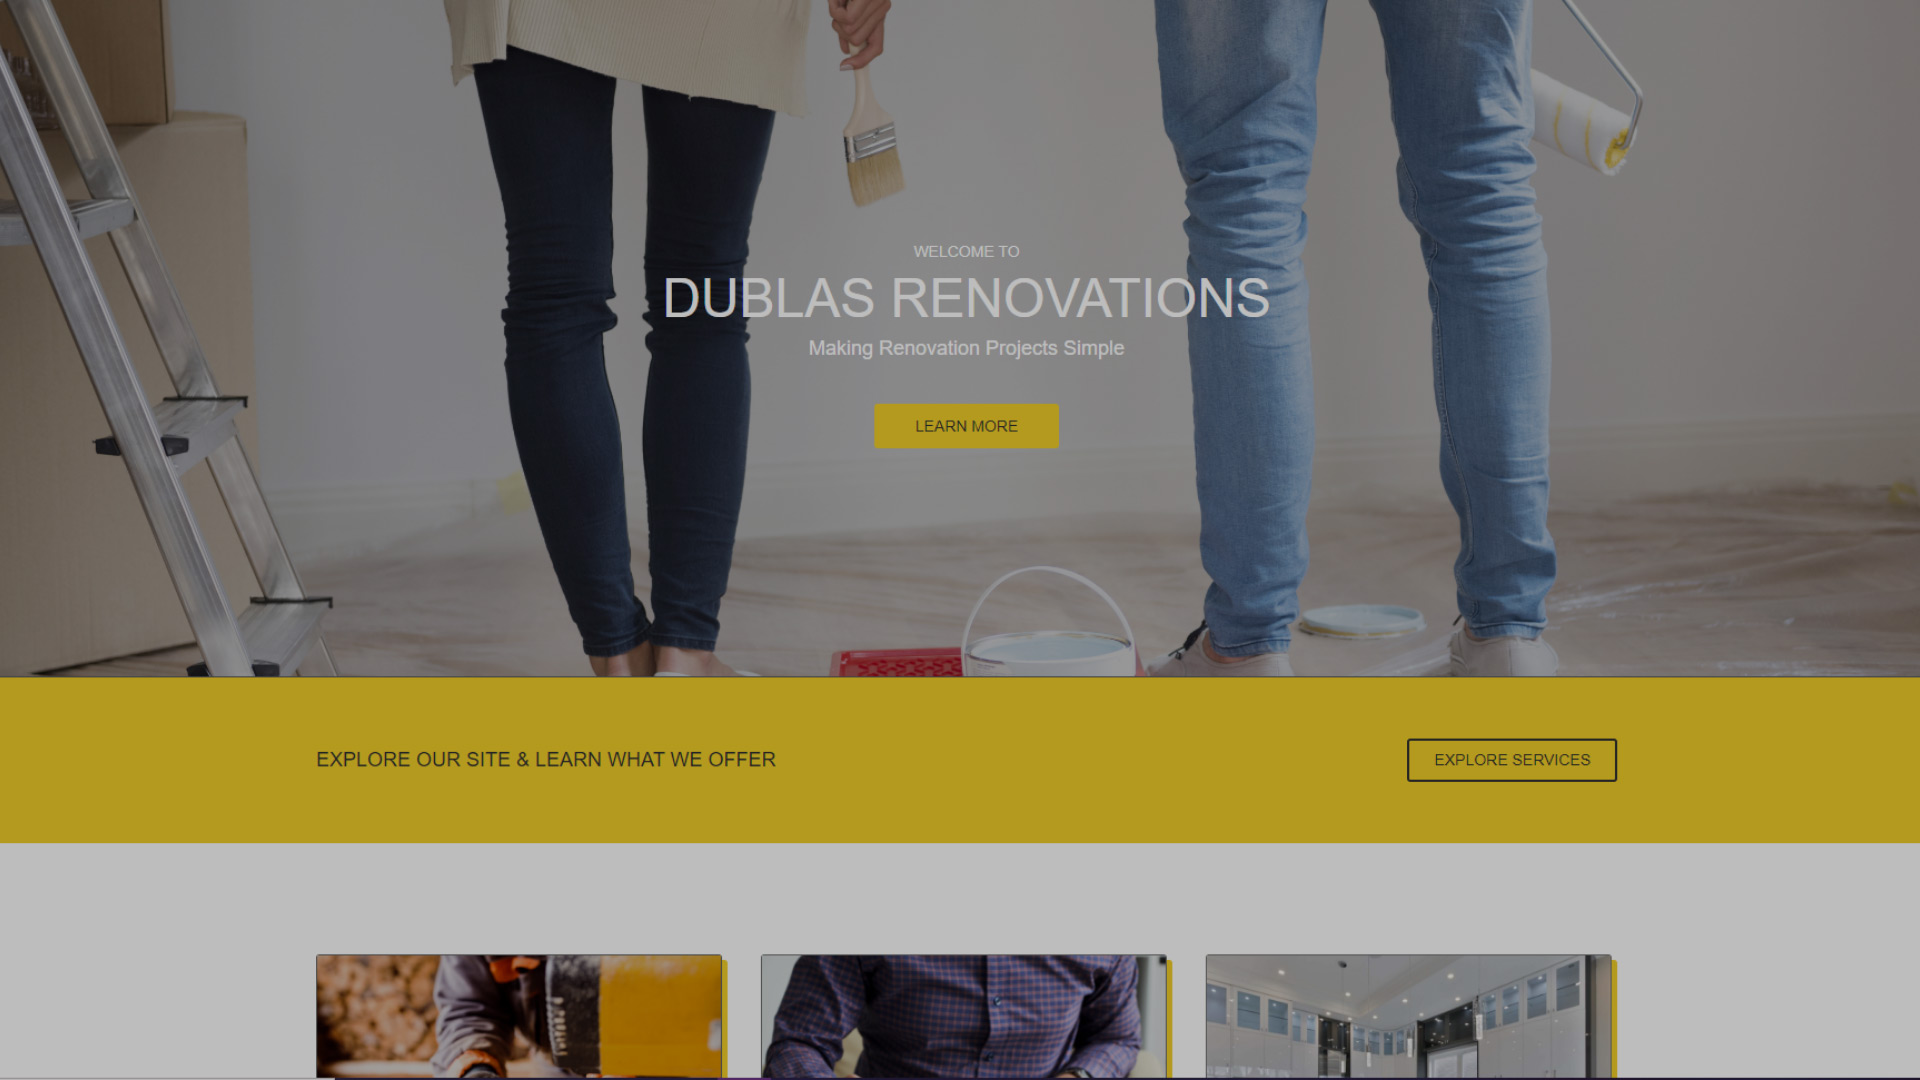 WELCOME TO
DUBLAS RENOVATIONS
Making Renovation Projects Simple
LEARN MORE
EXPLORE OUR SITE & LEARN WHAT WE OFFER
EXPLORE SERVICES